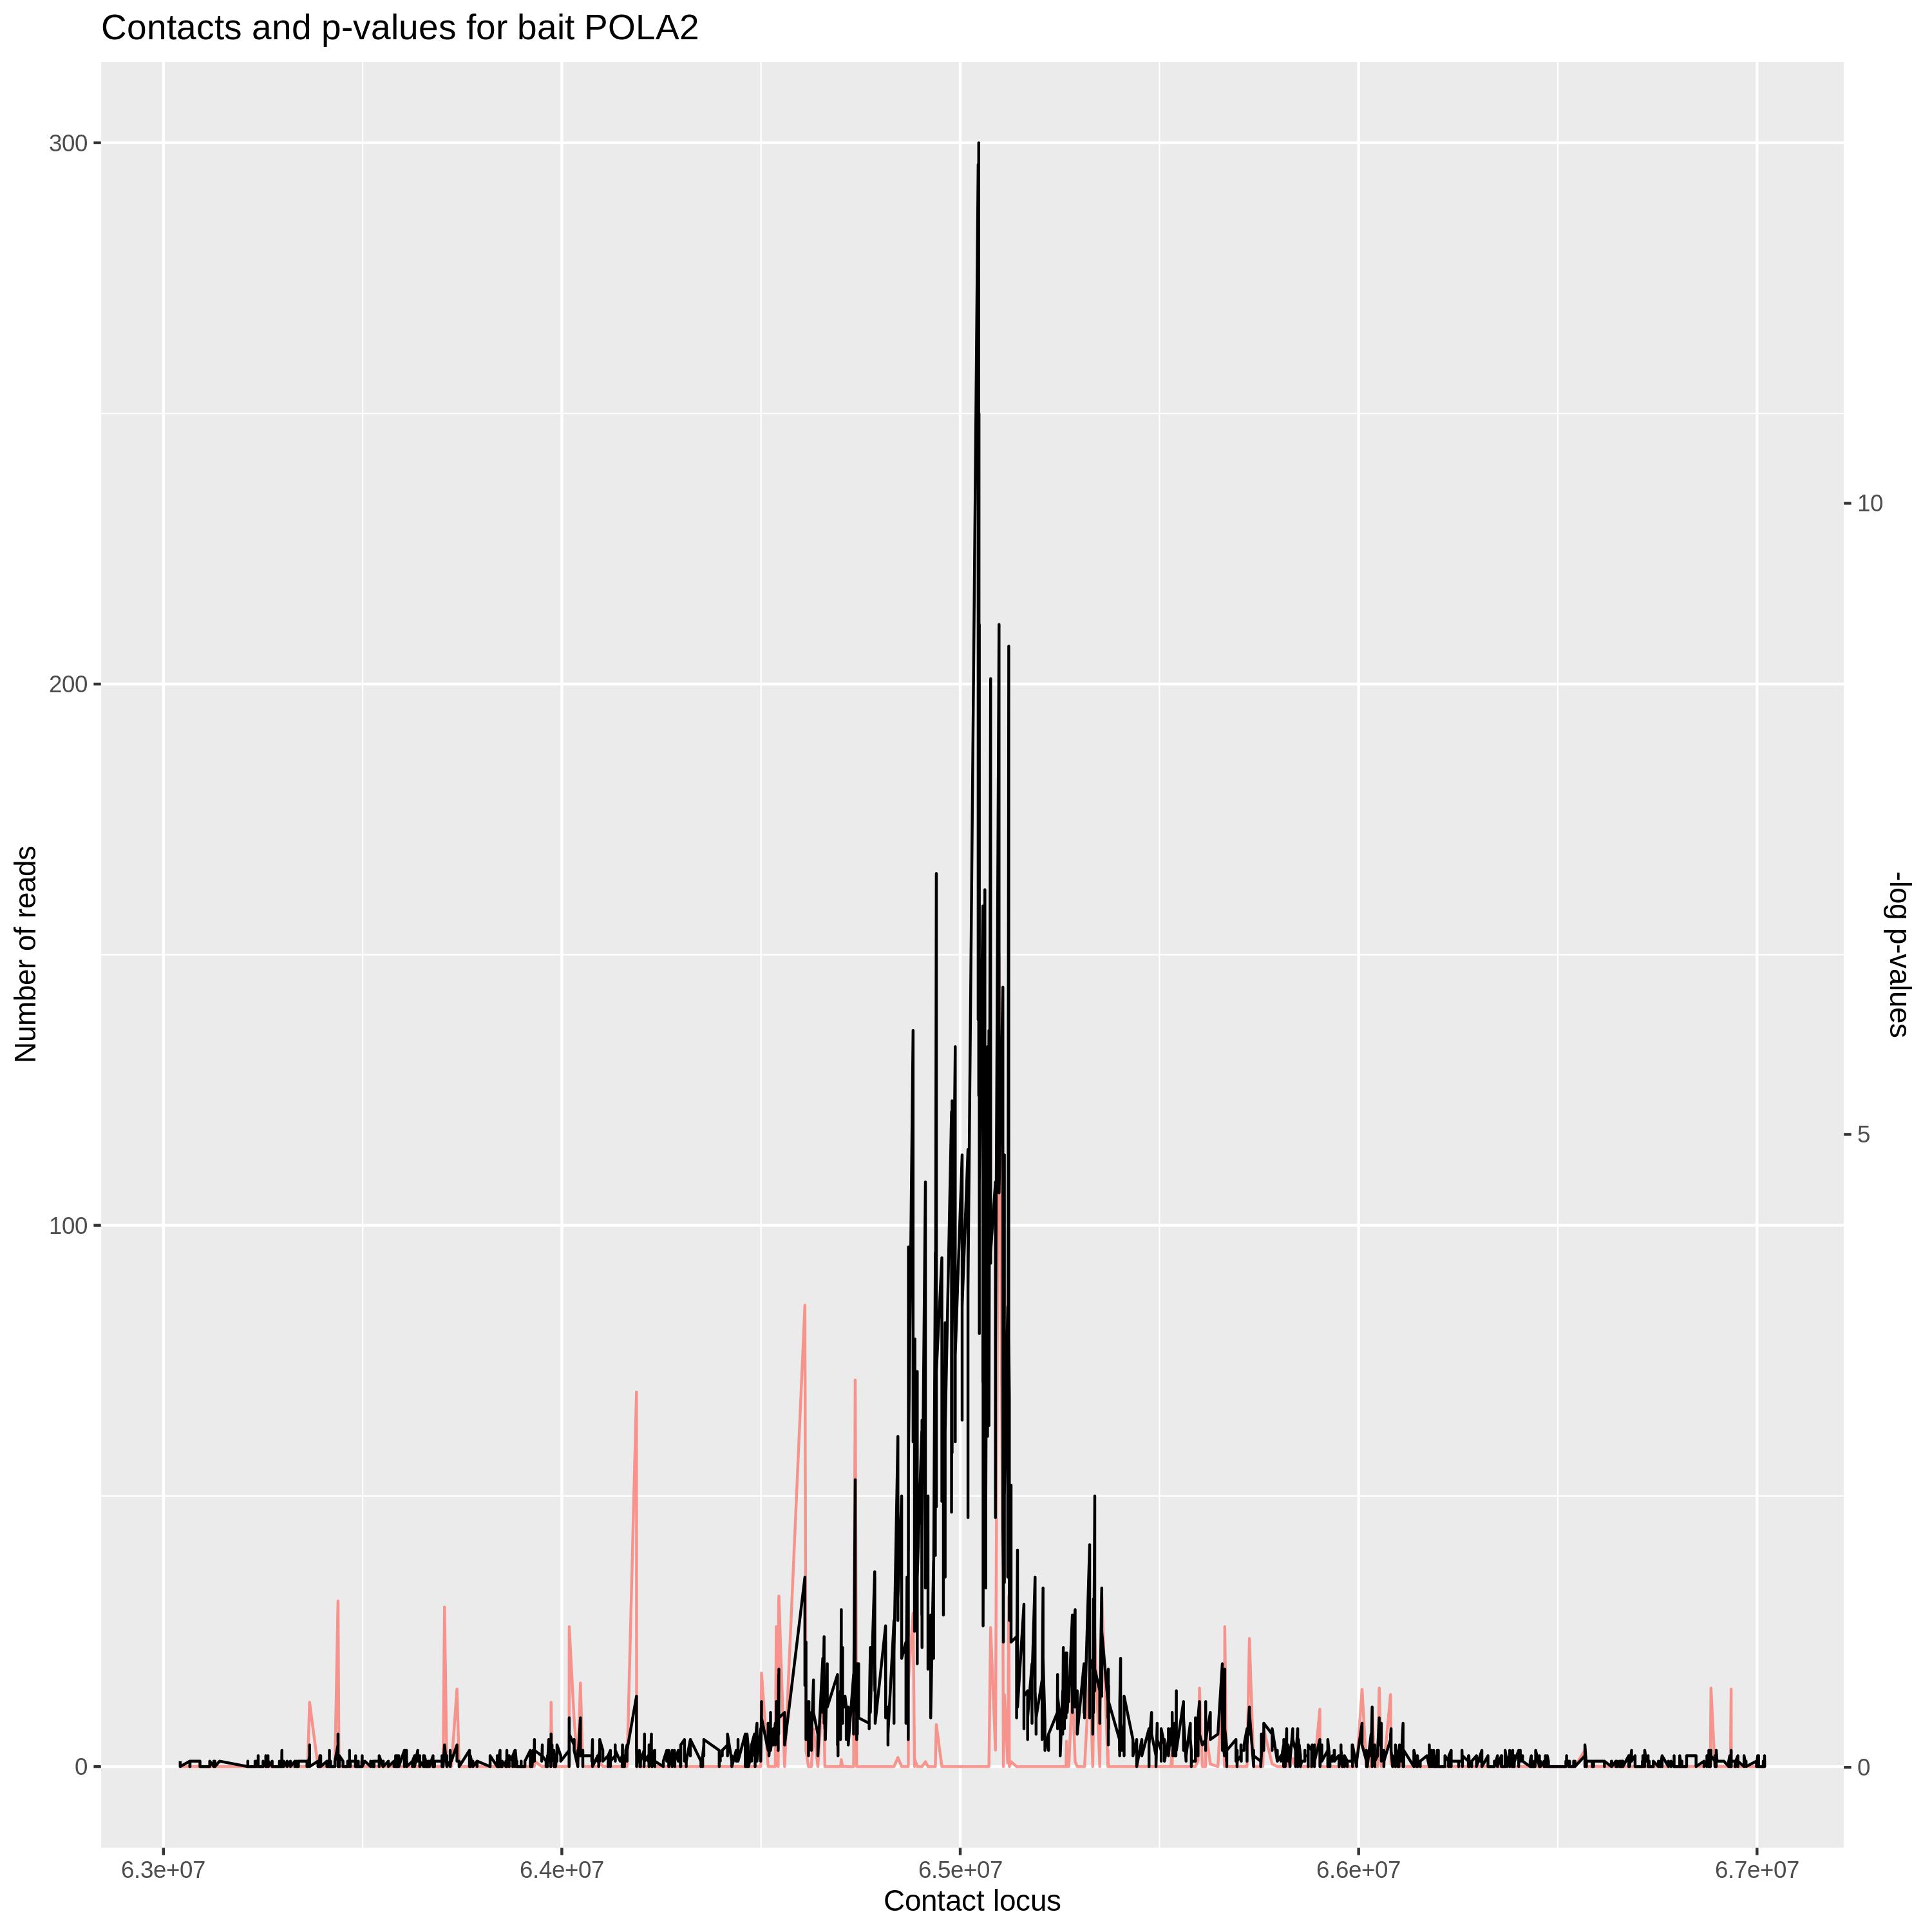 Contacts and p-values for bait POLA2
300
200
100
0
Number of reads
10
5
0
-log p-values
6.3e+07
6.4e+07
6.5e+07
6.6e+07
6.7e+07
Contact locus